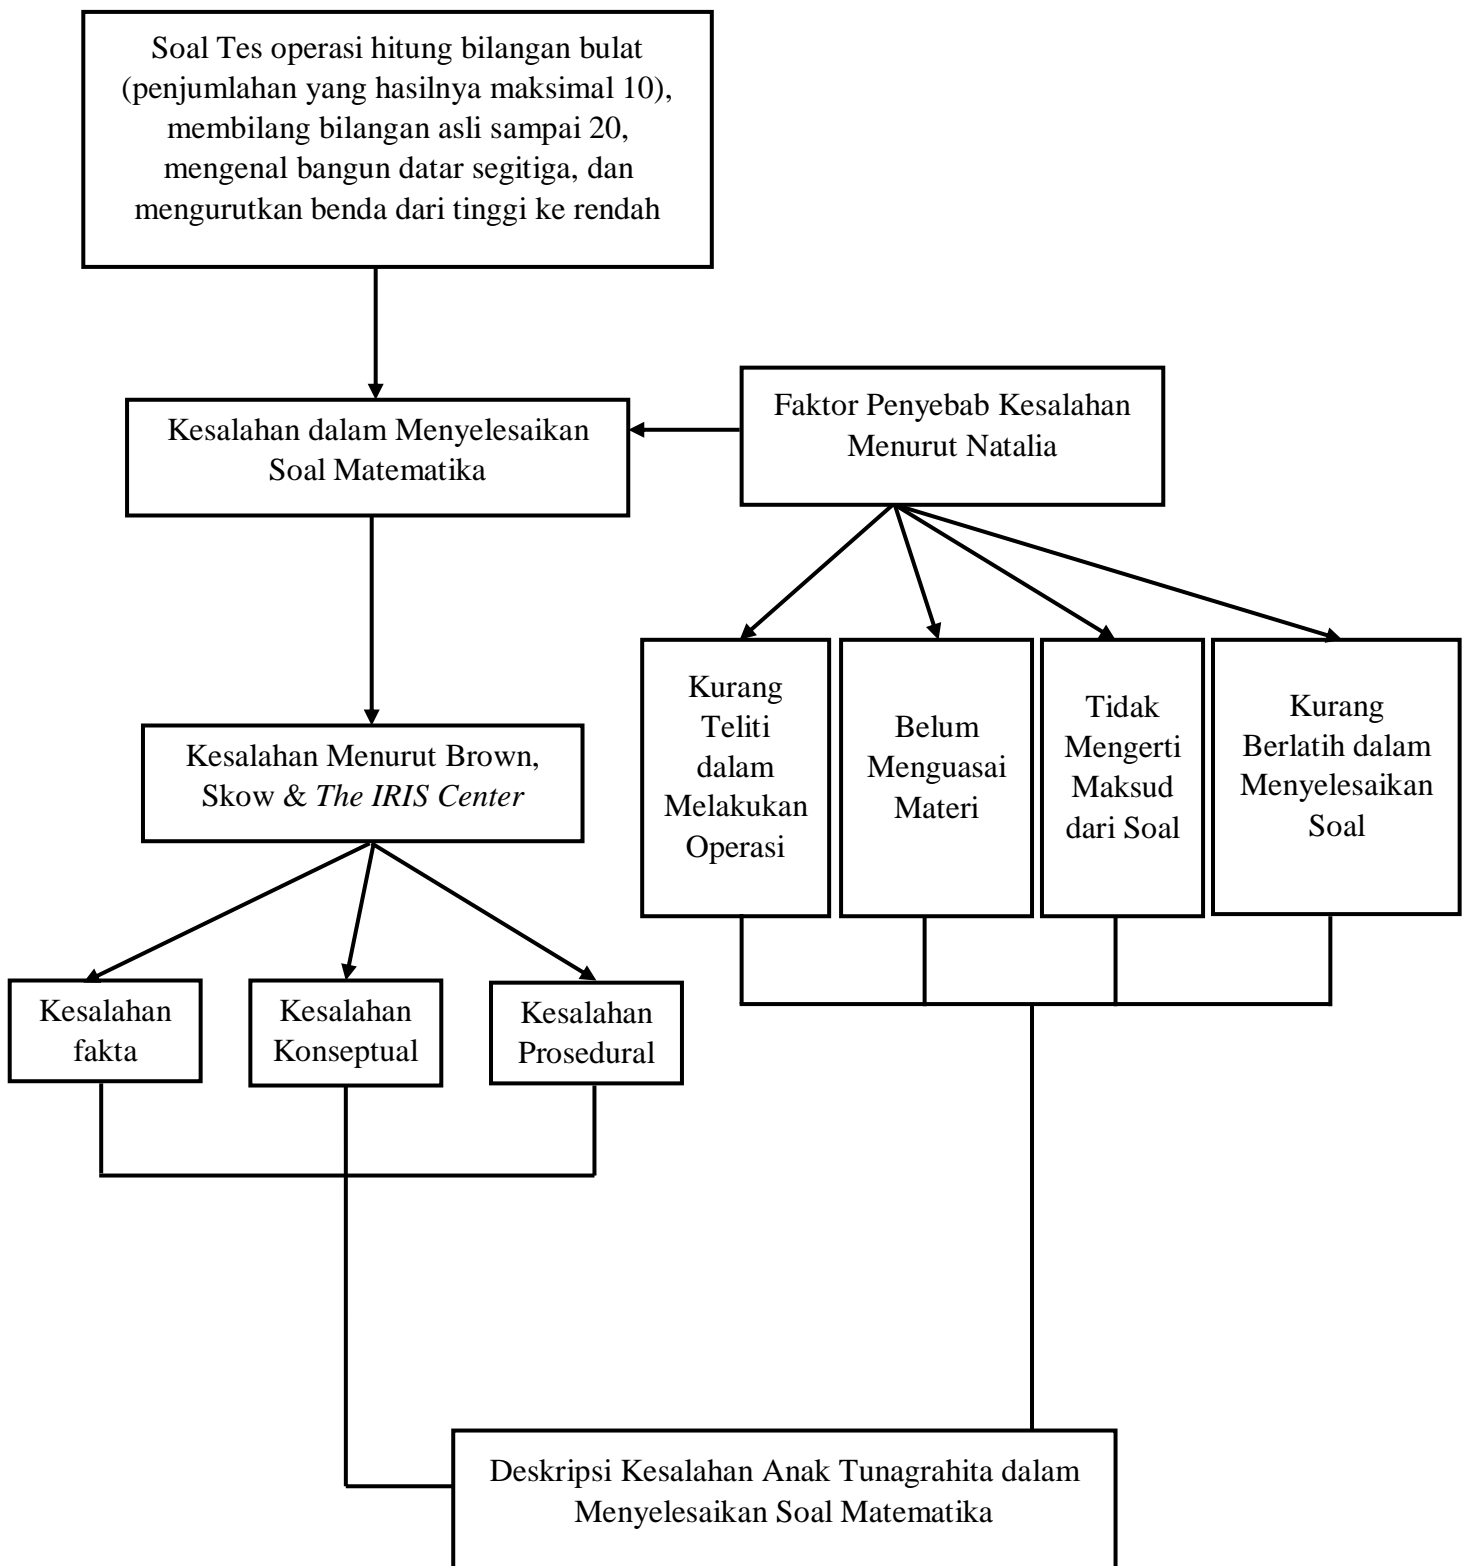 Soal Tes operasi hitung bilangan bulat
(penjumlahan yang hasilnya maksimal 10),
membilang bilangan asli sampai 20,
mengenal bangun datar segitiga, dan
mengurutkan benda dari tinggi ke rendah
Kesalahan dalam Menyelesaikan
Soal Matematika
Faktor Penyebab Kesalahan
Menurut Natalia
Kurang
Teliti
dalam
Melakukan
Operasi
Belum
Menguasai
Materi
Tidak
Mengerti
Maksud
dari Soal
Kurang
Berlatih dalam
Menyelesaikan
Soal
Kesalahan Menurut Brown,
Skow & The IRIS Center
Kesalahan
fakta
Kesalahan
Konseptual
Kesalahan
Prosedural
Deskripsi Kesalahan Anak Tunagrahita dalam
Menyelesaikan Soal Matematika